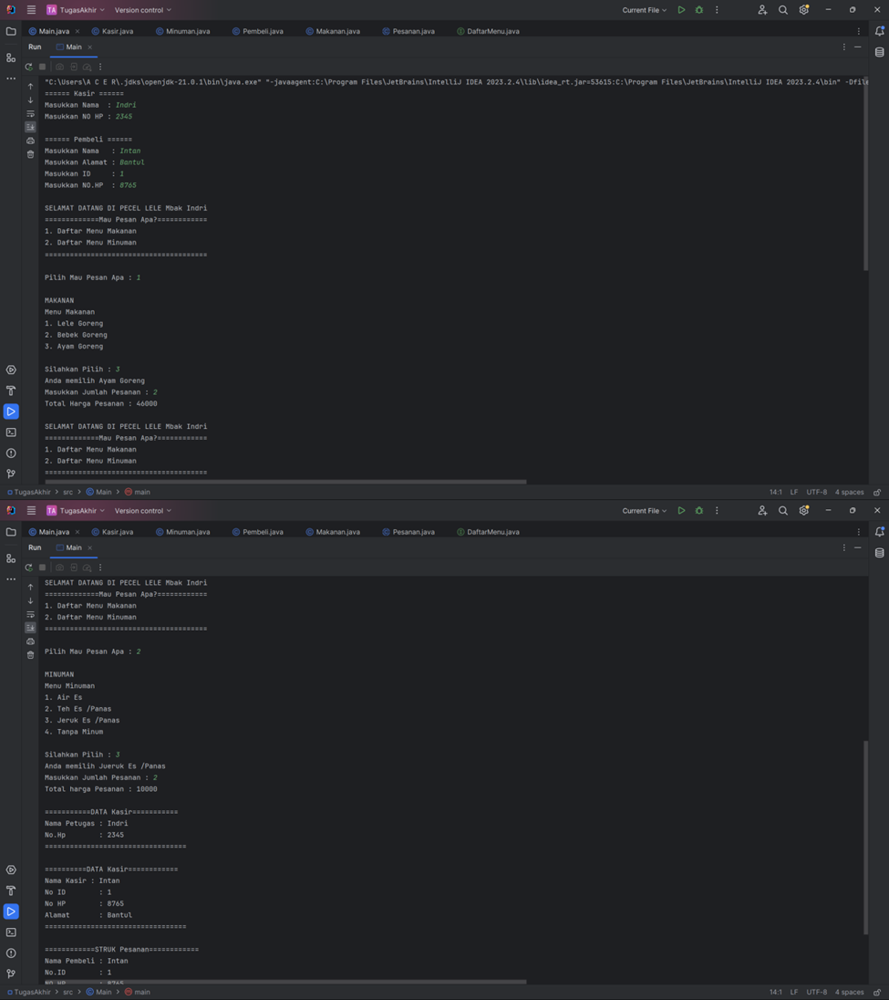 TA TugasAkhir Version control Current File
Main.java Kasir.java Minuman.java Pembeli.java Makanan.java Pesanan.java DaftarMenu.java
Run Main
"C:\Users\A C E R\.jdks\openjdk-21.0.1\bin\java.exe" "-javaagent:C:\Program Files\JetBrains\IntelliJ IDEA 2023.2.4\lib\idea_rt.jar=53615:C:\Program Files\JetBrains\IntelliJ IDEA 2023.2.4\bin" -Dfile
====== Kasir ======
Masukkan Nama  : Indri
Masukkan NO HP : 2345
====== Pembeli ======
Masukkan Nama   : Intan
Masukkan Alamat : Bantul
Masukkan ID     : 1
Masukkan NO.HP  : 8765
SELAMAT DATANG DI PECEL LELE Mbak Indri
=============Mau Pesan Apa?============
1. Daftar Menu Makanan
2. Daftar Menu Minuman
=======================================
Pilih Mau Pesan Apa : 1
MAKANAN
Menu Makanan
1. Lele Goreng
2. Bebek Goreng
3. Ayam Goreng
Silahkan Pilih : 3
Anda memilih Ayam Goreng
Masukkan Jumlah Pesanan : 2
Total Harga Pesanan : 46000
SELAMAT DATANG DI PECEL LELE Mbak Indri
=============Mau Pesan Apa?============
1. Daftar Menu Makanan
2. Daftar Menu Minuman
=======================================
TugasAkhir > src > Main > main 14:1 LF UTF-8 4 spaces
TA TugasAkhir Version control Current File
Main.java Kasir.java Minuman.java Pembeli.java Makanan.java Pesanan.java DaftarMenu.java
Run Main
SELAMAT DATANG DI PECEL LELE Mbak Indri
=============Mau Pesan Apa?============
1. Daftar Menu Makanan
2. Daftar Menu Minuman
=======================================
Pilih Mau Pesan Apa : 2
MINUMAN
Menu Minuman
1. Air Es
2. Teh Es /Panas
3. Jeruk Es /Panas
4. Tanpa Minum
Silahkan Pilih : 3
Anda memilih Jueruk Es /Panas
Masukkan Jumlah Pesanan : 2
Total harga Pesanan : 10000
===========DATA Kasir===========
Nama Petugas : Indri
No.Hp        : 2345
==================================
==========DATA Kasir============
Nama Kasir : Intan
No ID        : 1
No HP        : 8765
Alamat       : Bantul
==================================
============STRUK Pesanan============
Nama Pembeli : Intan
No.ID        : 1
NO.HP        : 8765
TugasAkhir > src > Main > main 14:1 LF UTF-8 4 spaces